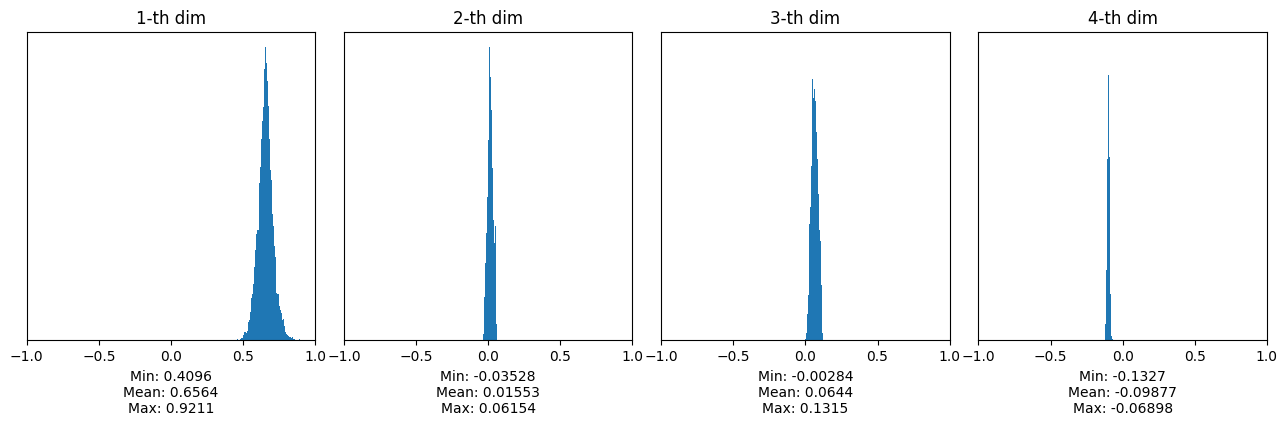 1-th dim
2-th dim
3-th dim
4-th dim
−1.0 −0.5 0.0 0.5 1.0
−1.0 −0.5 0.0 0.5 1.0
−1.0 −0.5 0.0 0.5 1.0
−1.0 −0.5 0.0 0.5 1.0
Min: 0.4096
Mean: 0.6564
Max: 0.9211
Min: -0.03528
Mean: 0.01553
Max: 0.06154
Min: -0.00284
Mean: 0.0644
Max: 0.1315
Min: -0.1327
Mean: -0.09877
Max: -0.06898